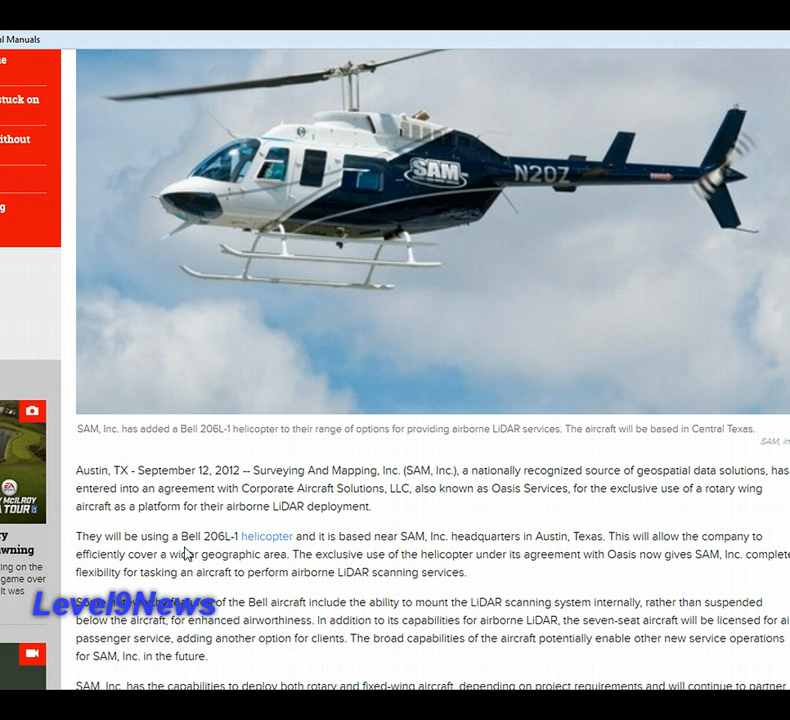 al Manuals
e
stuck on
ithout
g
SAM
N20Z
SAM, Inc. has added a Bell 206L-1 helicopter to their range of options for providing airborne LiDAR services. The aircraft will be based in Central Texas.
SAM, in
Austin, TX - September 12, 2012 -- Surveying And Mapping, Inc. (SAM, Inc.), a nationally recognized source of geospatial data solutions, has
entered into an agreement with Corporate Aircraft Solutions, LLC, also known as Oasis Services, for the exclusive use of a rotary wing
aircraft as a platform for their airborne LiDAR deployment.
They will be using a Bell 206L-1 helicopter and it is based near SAM, Inc. headquarters in Austin, Texas. This will allow the company to
efficiently cover a wider geographic area. The exclusive use of the helicopter under its agreement with Oasis now gives SAM, Inc. complete
flexibility for tasking an aircraft to perform airborne LiDAR scanning services.
of the Bell aircraft include the ability to mount the LiDAR scanning system internally, rather than suspended
below the aircraft, for enhanced airworthiness. In addition to its capabilities for airborne LiDAR, the seven-seat aircraft will be licensed for ai
passenger service, adding another option for clients. The broad capabilities of the aircraft potentially enable other new service operations
for SAM, Inc. in the future.
SAM, Inc. has the capabilities to deploy both rotary and fixed-wing aircraft, depending on project requirements and will continue to partner
EA
MCILROY
A TOUR
ry
awning
ting on the
game over
It was
Level9News